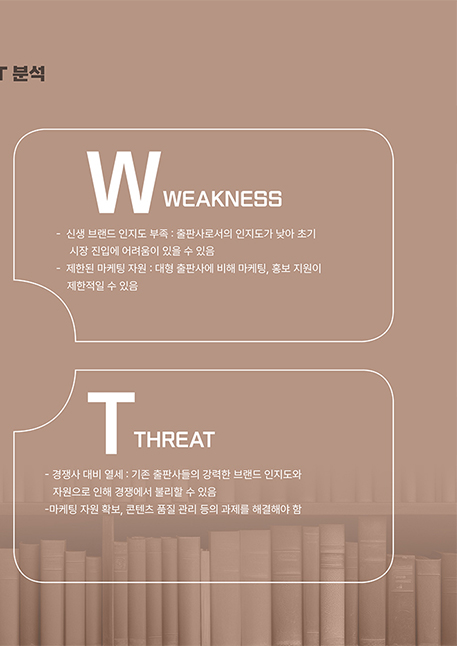 T 분석
W WEAKNESS
- 신생 브랜드 인지도 부족 : 출판사로서의 인지도가 낮아 초기
시장 진입에 어려움이 있을 수 있음
- 제한된 마케팅 자원 : 대형 출판사에 비해 마케팅, 홍보 지원이
제한적일 수 있음
T THREAT
- 경쟁사 대비 열세 : 기존 출판사들의 강력한 브랜드 인지도와
자원으로 인해 경쟁에서 불리할 수 있음
-마케팅 자원 확보, 콘텐츠 품질 관리 등의 과제를 해결해야 함